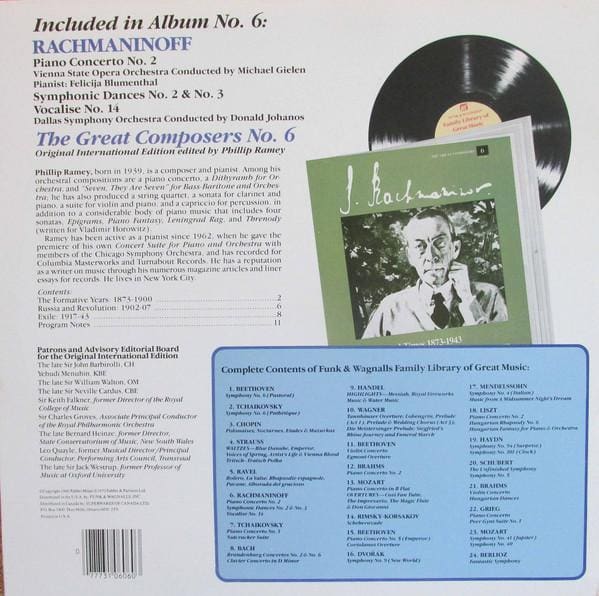 Included in Album No. 6:
RACHMANINOFF
Piano Concerto No. 2
Vienna State Opera Orchestra Conducted by Michael Gielen
Pianist: Felicija Blumenthal
Symphonic Dances No. 2 & No. 3
Vocalise No. 14
Dallas Symphony Orchestra Conducted by Donald Johanos
The Great Composers No. 6
Original International Edition edited by Phillip Ramey
Phillip Ramey, born in 1939, is a composer and pianist. Among his
orchestral compositions are a piano concerto, a Dithyramb for Or-
chestra, and "Seven, They Are Seven" for Bass-Baritone and Orches-
tra; he has also produced a string quartet, a sonata for clarinet and
piano, a suite for violin and piano, and a capriccio for percussion, in
addition to a considerable body of piano music that includes four
sonatas, Epigrams, Piano Fantasy, Leningrad Rag, and Threnody
(written for Vladimir Horowitz).
Ramey has been active as a pianist since 1962, when he gave the
premiere of his own Concert Suite for Piano and Orchestra with
members of the Chicago Symphony Orchestra, and has recorded for
Columbia Masterworks and Turnabout Records. He has a reputation
as a writer on music through his numerous magazine articles and liner
essays for records. He lives in New York City.
Contents:
The Formative Years: 1873-1900 2
Russia and Revolution: 1902-07 6
Exile: 1917-43 8
Program Notes 11
Patrons and Advisory Editorial Board
for the Original International Edition
The late Sir John Barbirolli, CH
Yehudi Menuhin, KBE
The late Sir William Walton, OM
The late Sir Neville Cardus, CBE
Sir Keith Falkner, former Director of the Royal
College of Music
Sir Charles Groves, Associate Principal Conductor
of the Royal Philharmonic Orchestra
The late Bernard Heinze, former Director,
State Conservatorium of Music, New South Wales
Leo Quayle, former Musical Director/Principal
Conductor, Performing Arts Council, Transvaal
The late Sir Jack Westrup, former Professor of
Music at Oxford University
Printed in U.S.A.
0
77731 06060
Family Library of
Great Music
THE GREAT COMPOSERS 6
S. Rachmaninov
Times 1873-1943
Complete Contents of Funk & Wagnalls Family Library of Great Music:
1. BEETHOVEN
Symphony No. 6 (Pastoral)
2. TCHAIKOVSKY
Symphony No. 6 (Pathetique)
3. CHOPIN
Polonaises, Nocturnes, Etudes & Mazurkas
4. STRAUSS
WALTZES—Blue Danube, Emperor,
Voices of Spring, Artist's Life & Vienna Blood
Tritsch-Tratsch Polka
5. RAVEL
Bolero, La Valse, Rhapsodie espagnole,
Pavane, Alborada del gracioso
6. RACHMANINOFF
Piano Concerto No. 2
Symphonic Dances No. 2 & No. 3
Vocalise No. 14
7. TCHAIKOVSKY
Piano Concerto No. 1
Nutcracker Suite
8. BACH
Brandenburg Concertos No. 2 & No. 6
Clavier Concerto in D Minor
9. HANDEL
HIGHLIGHTS—Messiah, Royal Fireworks
Music & Water Music
10. WAGNER
Tannhäuser Overture; Lohengrin, Prelude
(Act I), Prelude & Wedding Chorus (Act );
Die Meistersinger Prelude; Siegfried's
Rhine Journey and Funeral March
11. BEETHOVEN
Violin Concerto
Egmont Overture
12. BRAHMS
Piano Concerto No. 2
13. MOZART
Piano Concerto in B Flat
OVERTURES—Cosi Fan Tutte,
The Impresario, The Magic Flute
& Don Giovanni
14. RIMSKY-KORSAKOV
Scheherazade
15. BEETHOVEN
Piano Concerto No. 5 (Emperor)
Coriolanus Overture
16. DVOŘÁK
Symphony No. 9 (New World)
17. MENDELSSOHN
Symphony No. 4 (Italian)
Music from A Midsummer Night's Dream
18. LISZT
Piano Concerto No. 2
Hungarian Rhapsody No. 2
Hungarian Fantasy for Piano & Orchestra
19. HAYDN
Symphony No. 94 (Surprise)
Symphony No. 101 (Clock)
20. SCHUBERT
The Unfinished Symphony
Symphony No. 5
21. BRAHMS
Violin Concerto
Hungarian Dances
22. GRIEG
Piano Concerto
Peer Gynt Suite No. 1
23. MOZART
Symphony No. 41 (Jupiter)
Symphony No. 40
24. BERLIOZ
Fantastic Symphony